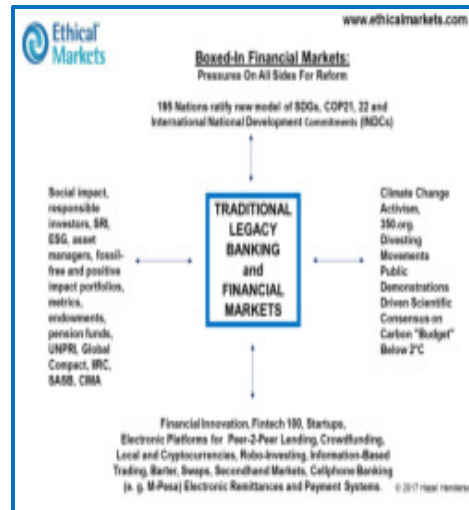 Ethical
Markets
www.ethicalmarkets.com
Boxed-In Financial Markets:
Pressures On All Sides For Reform
195 Nations ratify new model of SDGs, COP21, 22 and
International National Development Commitments (INDCs)
Social impact,
responsible
investors, SRI,
ESG, asset
managers, fossil-
free and positive
impact portfolios,
metrics,
endowments,
pension funds,
UNPRI, Global
Compact, IIRC,
SASB, CIMA
TRADITIONAL
LEGACY
BANKING
and
FINANCIAL
MARKETS
Climate Change
Activism,
350.org,
Divesting
Movements
Public
Demonstrations
Driven Scientific
Consensus on
Carbon "Budget"
Below 2°C
Financial Innovation, Fintech 100, Startups,
Electronic Platforms for Peer-2-Peer Lending, Crowdfunding,
Local and Cryptocurrencies, Robo-Investing, Information-Based
Trading, Barter, Swaps, Secondhand Markets, Cellphone Banking
(e. g. M-Pesa) Electronic Remittances and Payment Systems.
© 2017 Hazel Henderson